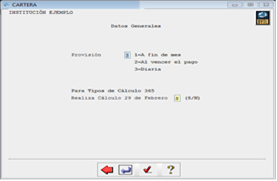 CARTERA
INSTITUCIÓN EJEMPLO
Datos Generales
Provisión 1=A fin de mes
2=Al vencer el pago
3=Diaria
Para Tipos de Cálculo 365
Realiza Cálculo 29 de Febrero (S/N)
?